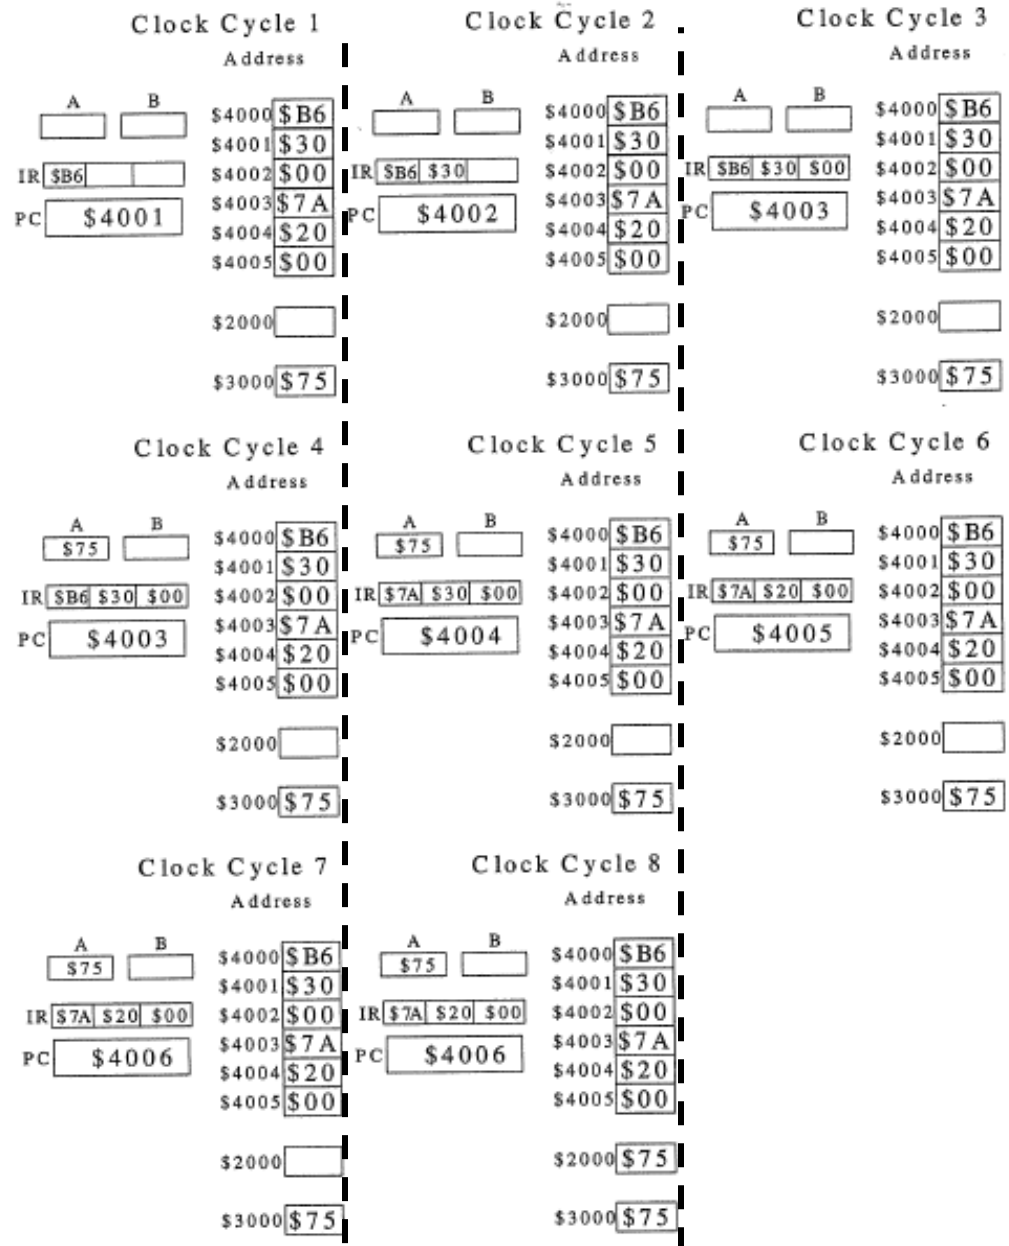 Clock Cycle 1
Address
A B
$4000 $B6
$4001 $30
IR $B6 $4002 $00
$4003 $7A
PC $4001
$4004 $20
$4005 $00
$2000
$3000 $75
Clock Cycle 2
Address
A B
$4000 $B6
$4001 $30
IR $B6 $30 $4002 $00
$4003 $7A
PC $4002
$4004 $20
$4005 $00
$2000
$3000 $75
Clock Cycle 3
Address
A B
$4000 $B6
$4001 $30
IR $B6 $30 $00 $4002 $00
$4003 $7A
PC $4003
$4004 $20
$4005 $00
$2000
$3000 $75
Clock Cycle 4
Address
A B
$4000 $B6
$75
$4001 $30
IR $B6 $30 $00 $4002 $00
$4003 $7A
PC $4003
$4004 $20
$4005 $00
$2000
$3000 $75
Clock Cycle 5
Address
A B
$4000 $B6
$75
$4001 $30
IR $7A $30 $00 $4002 $00
$4003 $7A
PC $4004
$4004 $20
$4005 $00
$2000
$3000 $75
Clock Cycle 6
Address
A B
$4000 $B6
$75
$4001 $30
IR $7A $20 $00 $4002 $00
$4003 $7A
PC $4005
$4004 $20
$4005 $00
$2000
$3000 $75
Clock Cycle 7
Address
A B
$4000 $B6
$75
$4001 $30
IR $7A $20 $00 $4002 $00
$4003 $7A
PC $4006
$4004 $20
$4005 $00
$2000
$3000 $75
Clock Cycle 8
Address
A B
$4000 $B6
$75
$4001 $30
IR $7A $20 $00 $4002 $00
$4003 $7A
PC $4006
$4004 $20
$4005 $00
$2000 $75
$3000 $75